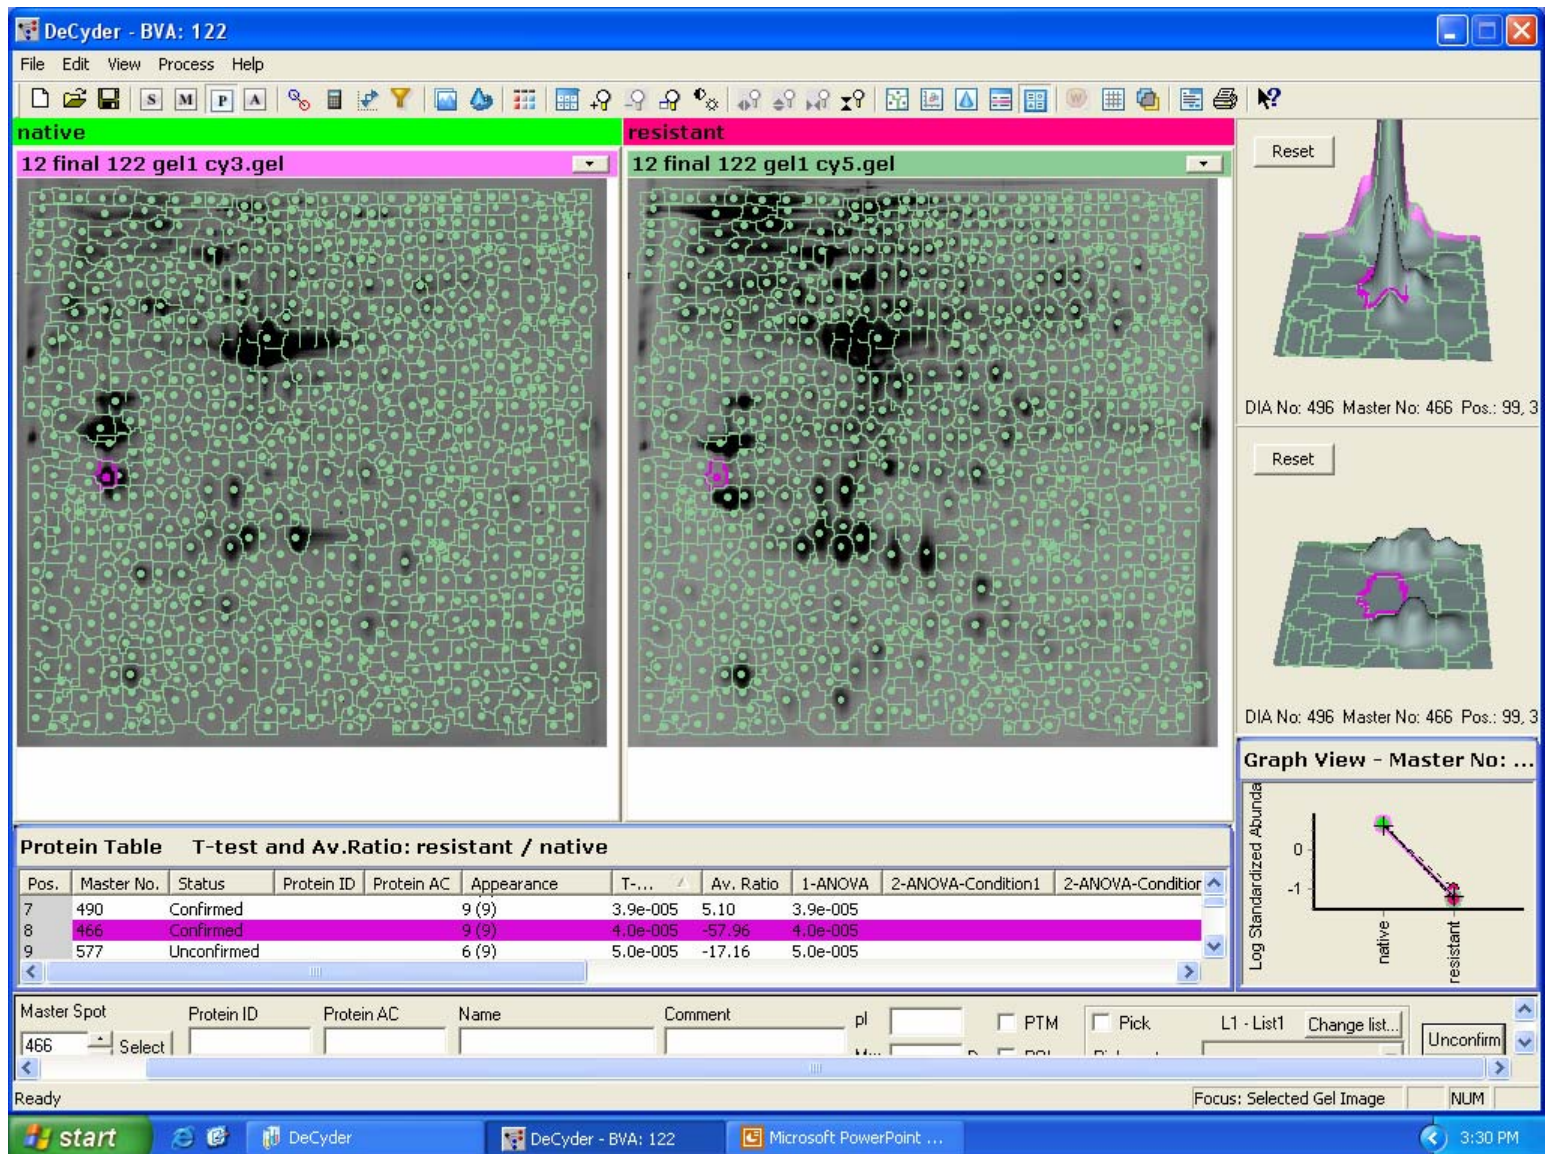 DeCyder - BVA: 122
File Edit View Process Help
S M P A
native
resistant
12 final 122 gel1 cy3.gel
12 final 122 gel1 cy5.gel
Reset
DIA No: 496 Master No: 466 Pos.: 99, 3
Reset
DIA No: 496 Master No: 466 Pos.: 99, 3
Graph View - Master No: ...
Log Standardized Abunda
0
-1
native
resistant
Protein Table T-test and Av.Ratio: resistant / native
Pos. Master No. Status Protein ID Protein AC Appearance T-... Av. Ratio 1-ANOVA 2-ANOVA-Condition1 2-ANOVA-Condition
7 490 Confirmed 9 (9) 3.9e-005 5.10 3.9e-005
8 466 Confirmed 9 (9) 4.0e-005 -57.96 4.0e-005
9 577 Unconfirmed 6 (9) 5.0e-005 -17.16 5.0e-005
Master Spot Protein ID Protein AC Name Comment pI PTM Pick L1 - List1 Change list...
466 Select Unconfirm
Ready Focus: Selected Gel Image NUM
start DeCyder DeCyder - BVA: 122 Microsoft PowerPoint ... 3:30 PM